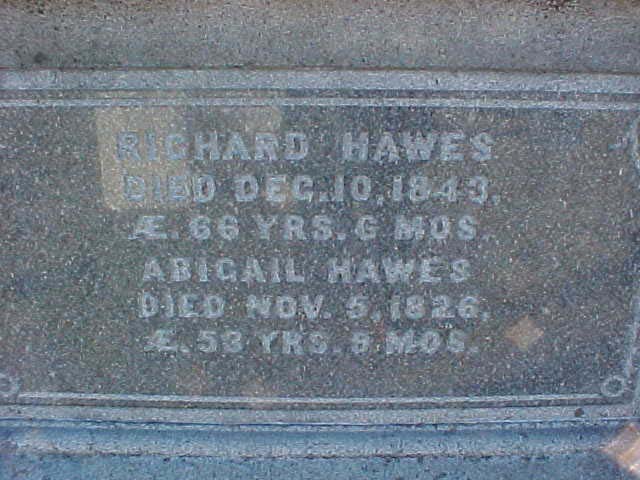 RICHARD HAWES
DIED DEC. 10, 1843.
Æ. 66 YRS. 6 MOS.
ABIGAIL HAWES
DIED NOV. 5, 1826.
Æ. 53 YRS. 8 MOS.